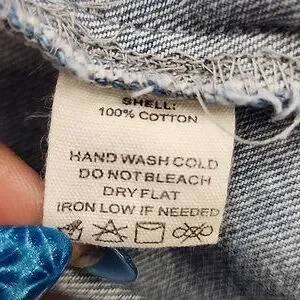 SHELL:
100% COTTON
HAND WASH COLD
DO NOT BLEACH
DRY FLAT
IRON LOW IF NEEDED